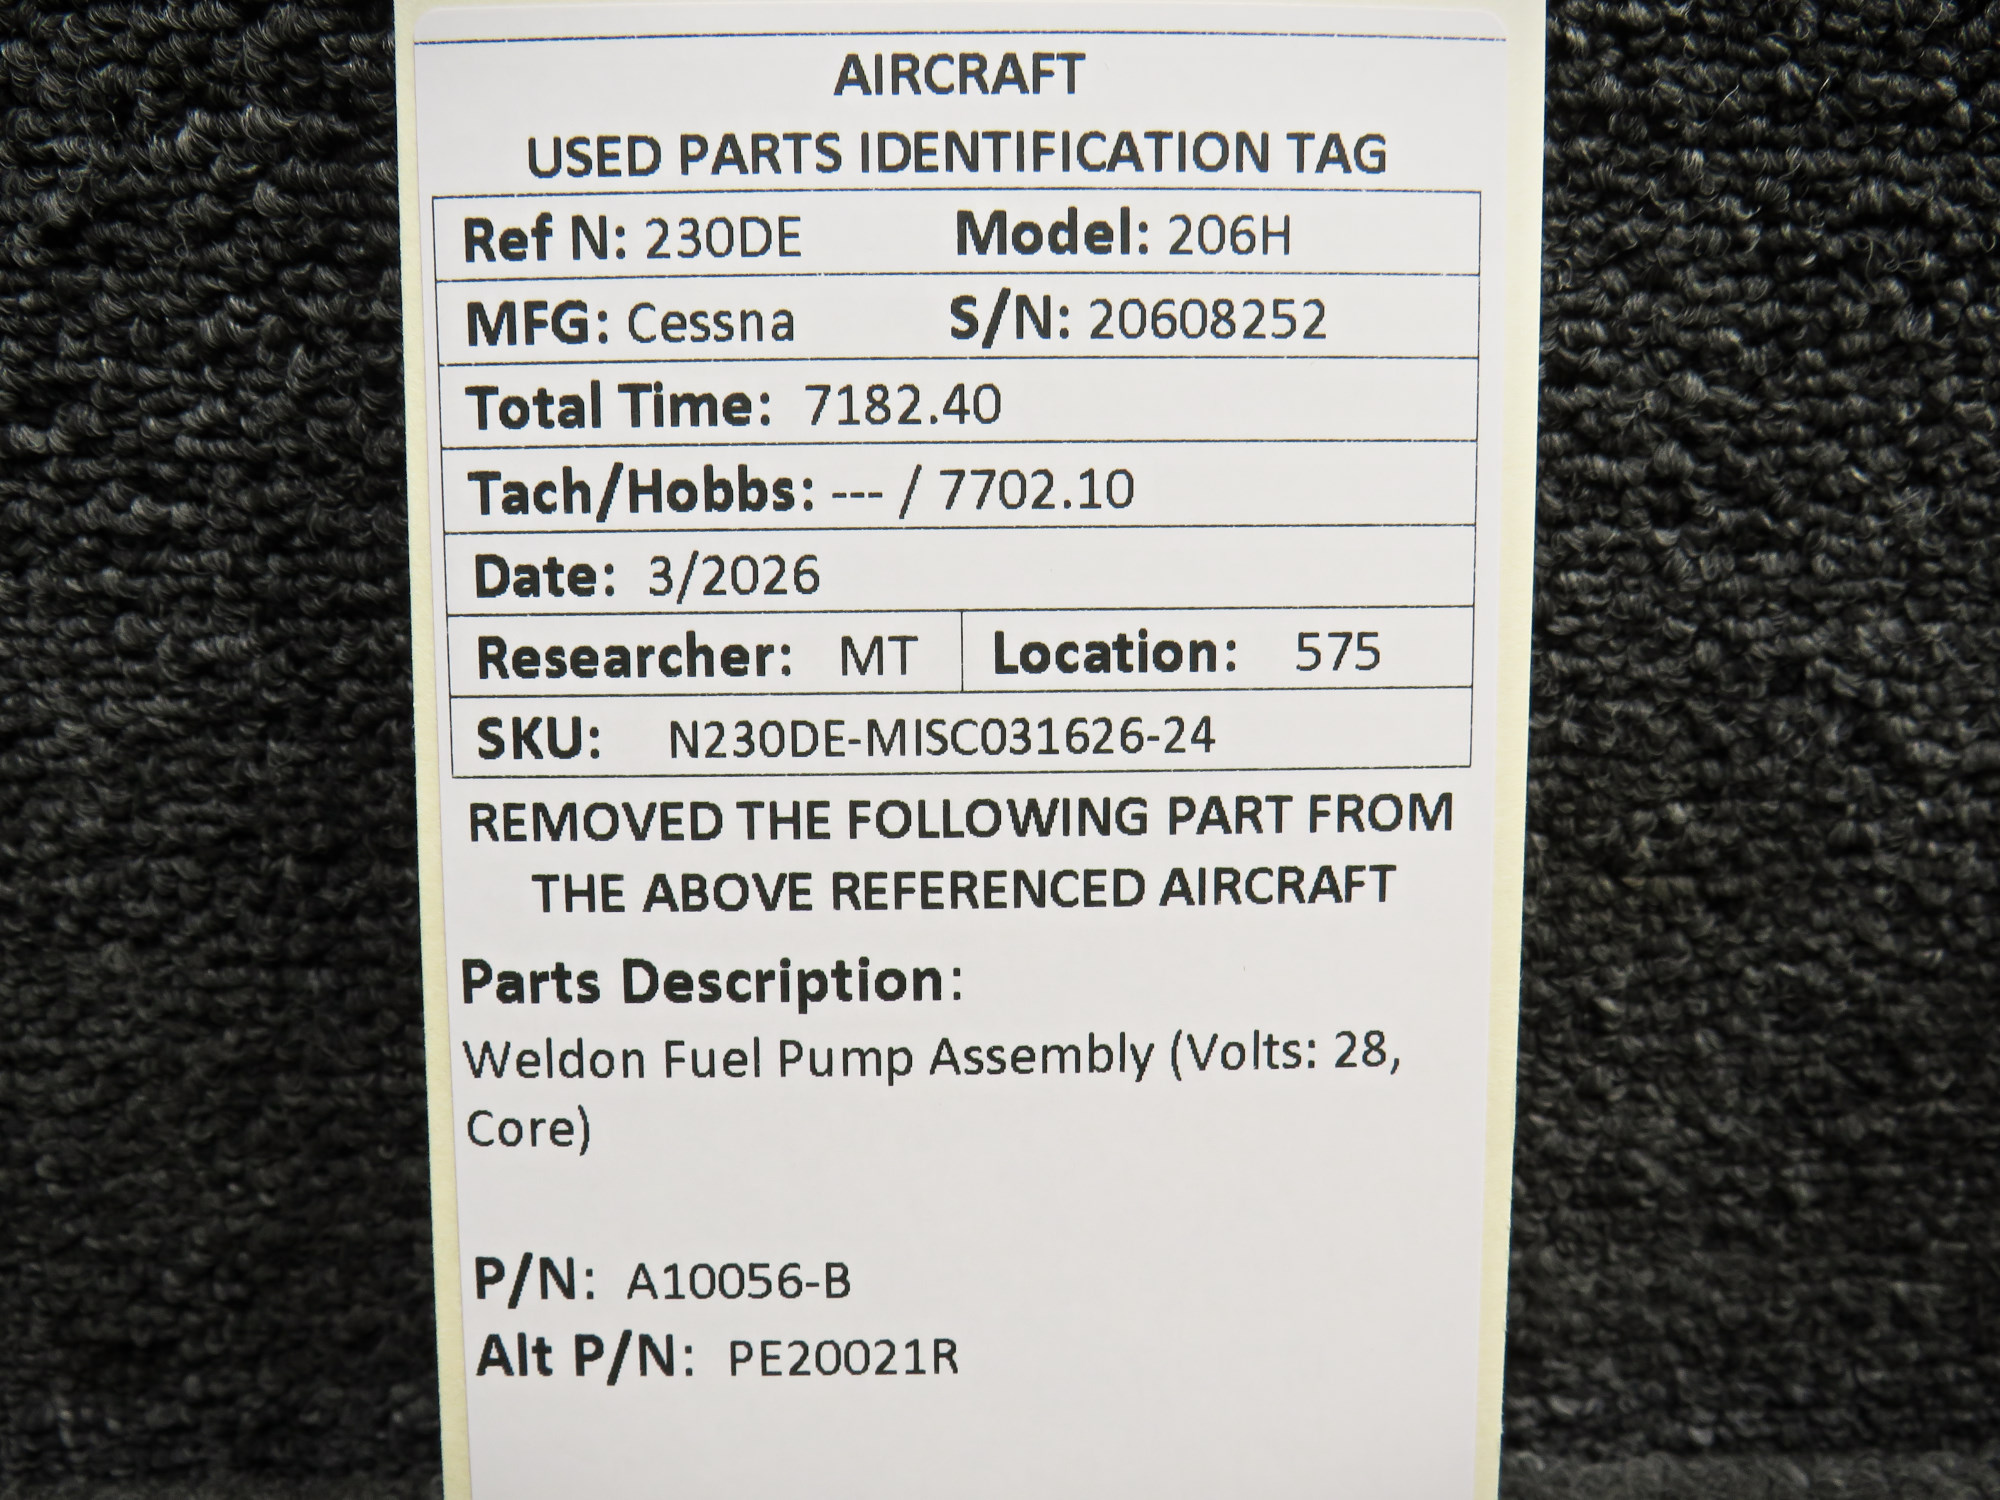 AIRCRAFT
USED PARTS IDENTIFICATION TAG
Ref N: 230DE Model: 206H
MFG: Cessna S/N: 20608252
Total Time: 7182.40
Tach/Hobbs: --- / 7702.10
Date: 3/2026
Researcher: MT Location: 575
SKU: N230DE-MISC031626-24
REMOVED THE FOLLOWING PART FROM
THE ABOVE REFERENCED AIRCRAFT
Parts Description:
Weldon Fuel Pump Assembly (Volts: 28,
Core)
P/N: A10056-B
Alt P/N: PE20021R